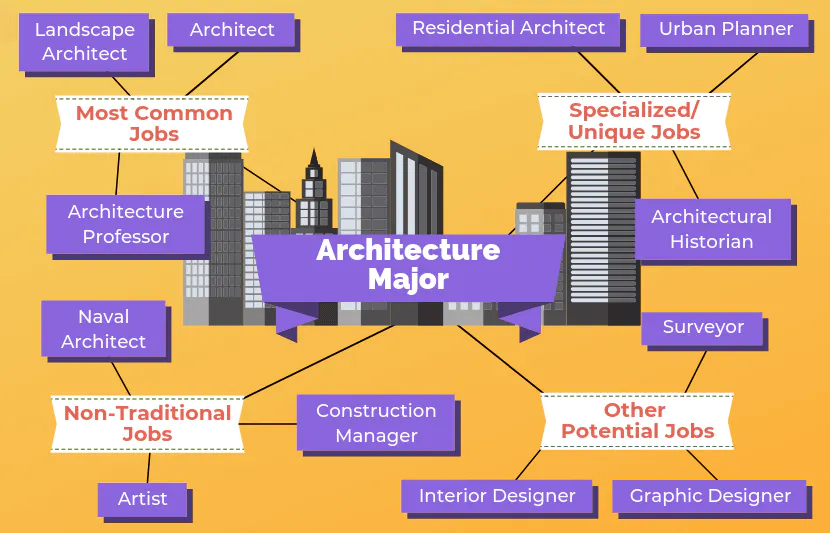 Landscape
Architect
Architect
Residential Architect
Urban Planner
Most Common
Jobs
Specialized/
Unique Jobs
Architecture
Professor
Architectural
Historian
Architecture
Major
Naval
Architect
Surveyor
Non-Traditional
Jobs
Construction
Manager
Other
Potential Jobs
Artist
Interior Designer
Graphic Designer